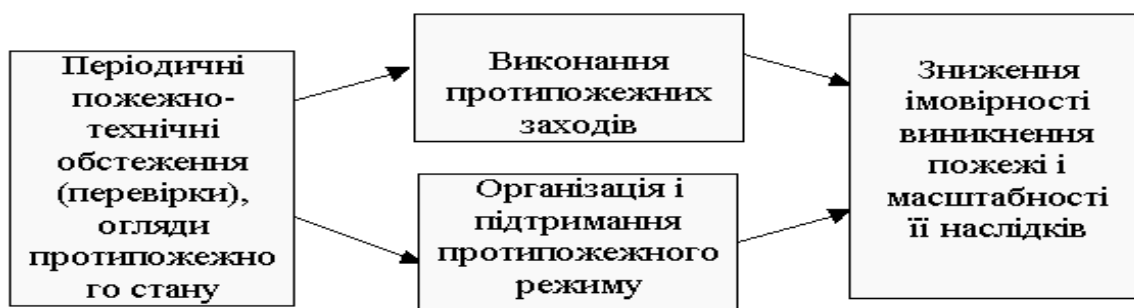 Періодичні
пожежно-
технічні
обстеження
(перевірки),
огляди
протипожежно
го стану
Виконання
протипожежних
заходів
Організація і
підтримання
протипожежного
режиму
Зниження
імовірності
виникнення
пожежі і
масштабності
її наслідків